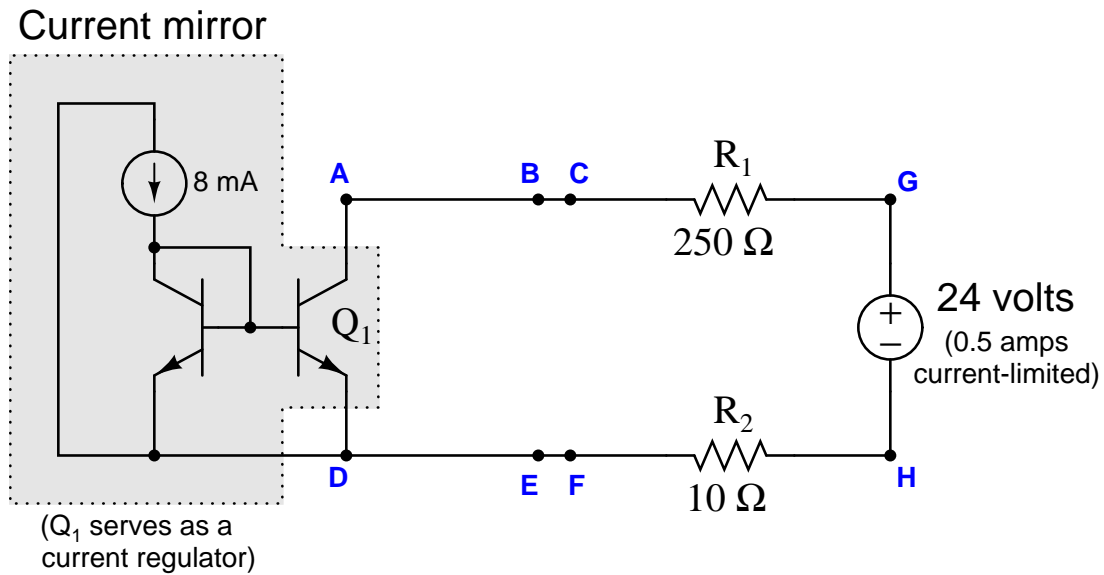 Current mirror
8 mA
A
B
C
R1
G
250 Ω
Q1
+
−
24 volts
(0.5 amps
current-limited)
D
E
F
R2
10 Ω
H
(Q1 serves as a
current regulator)